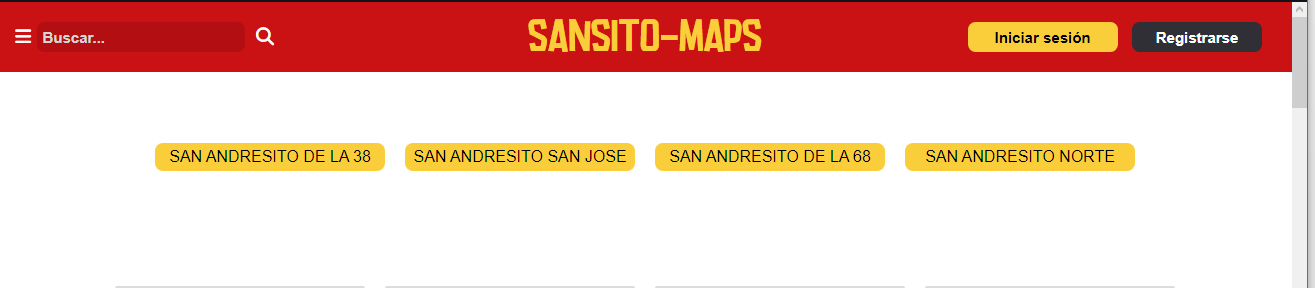 Buscar...
SANSITO-MAPS
Iniciar sesión
Registrarse
SAN ANDRESITO DE LA 38
SAN ANDRESITO SAN JOSE
SAN ANDRESITO DE LA 68
SAN ANDRESITO NORTE